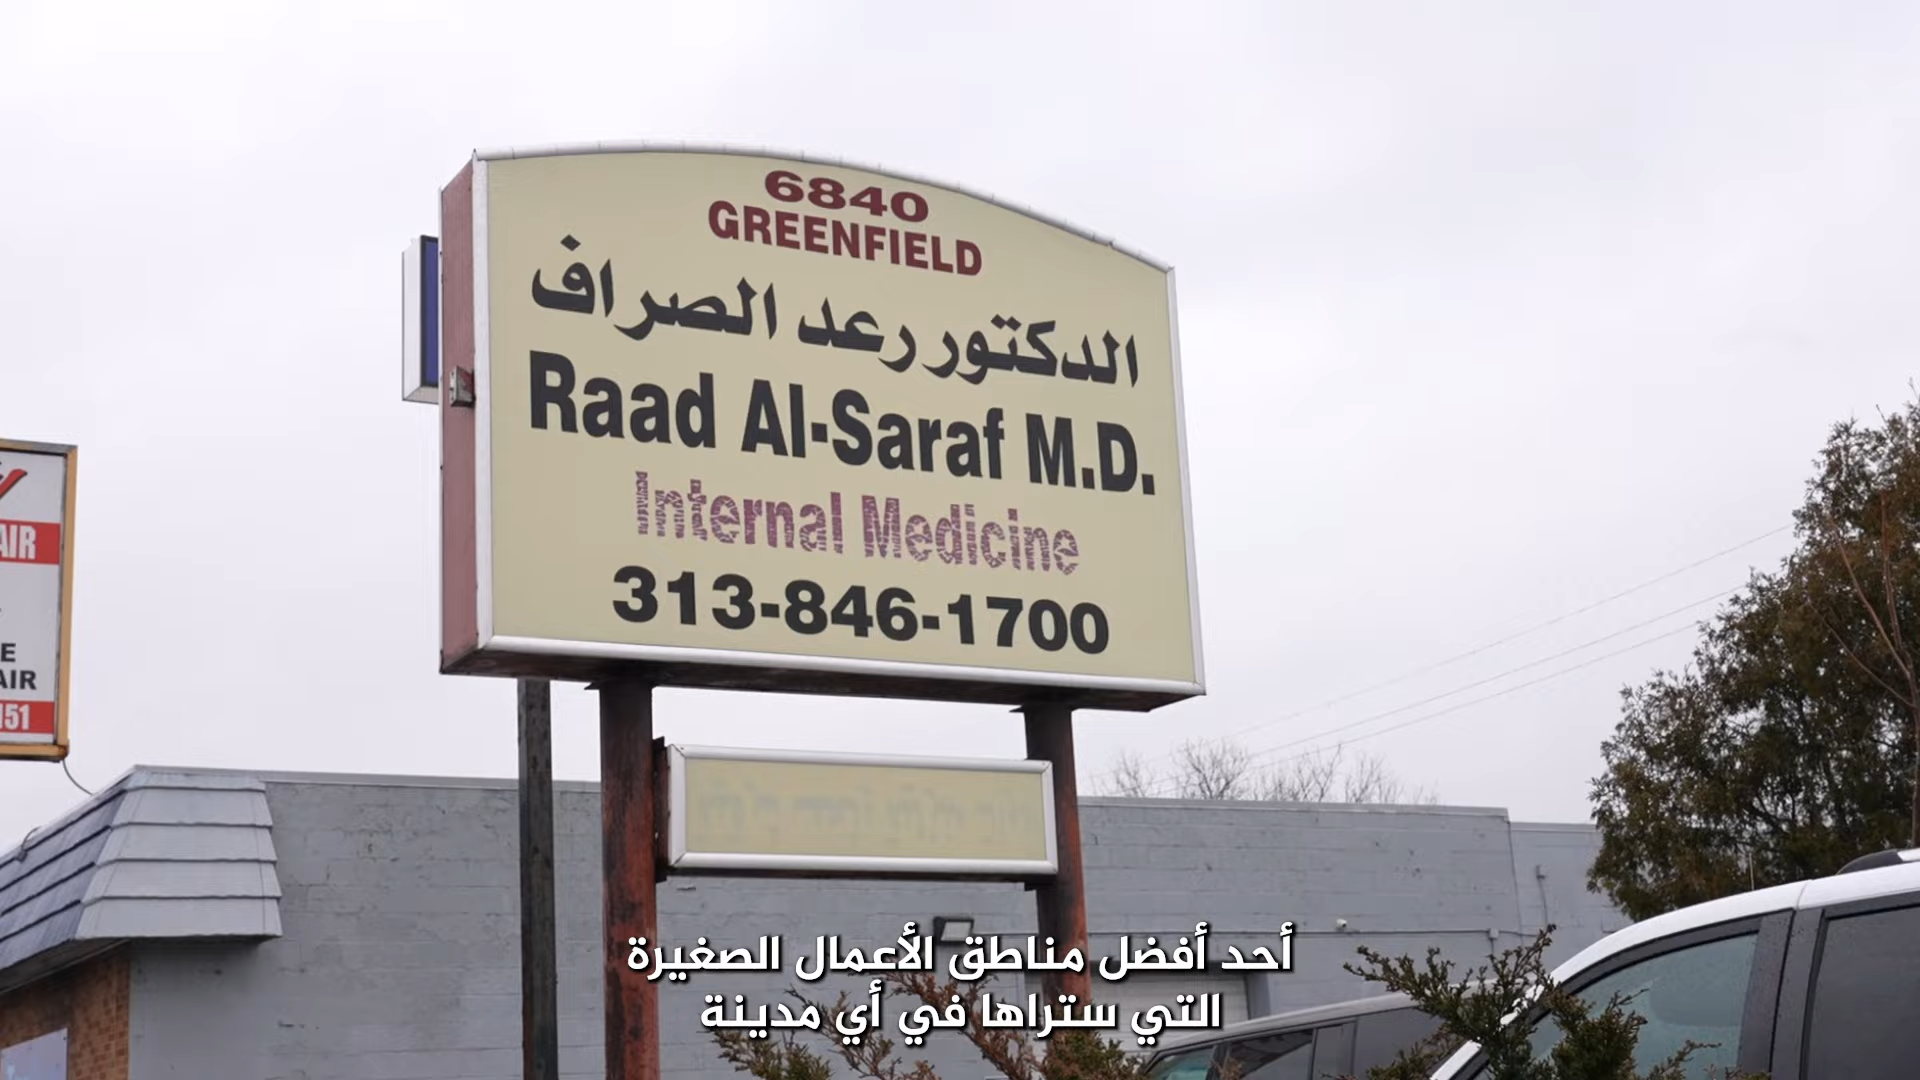 6840
GREENFIELD
الدكتور رعد الصراف
Raad Al-Saraf M.D.
Internal Medicine
313-846-1700
AIR
E
AIR
151
أحد أفضل مناطق الأعمال الصغيرة
التي ستراها في أي مدينة